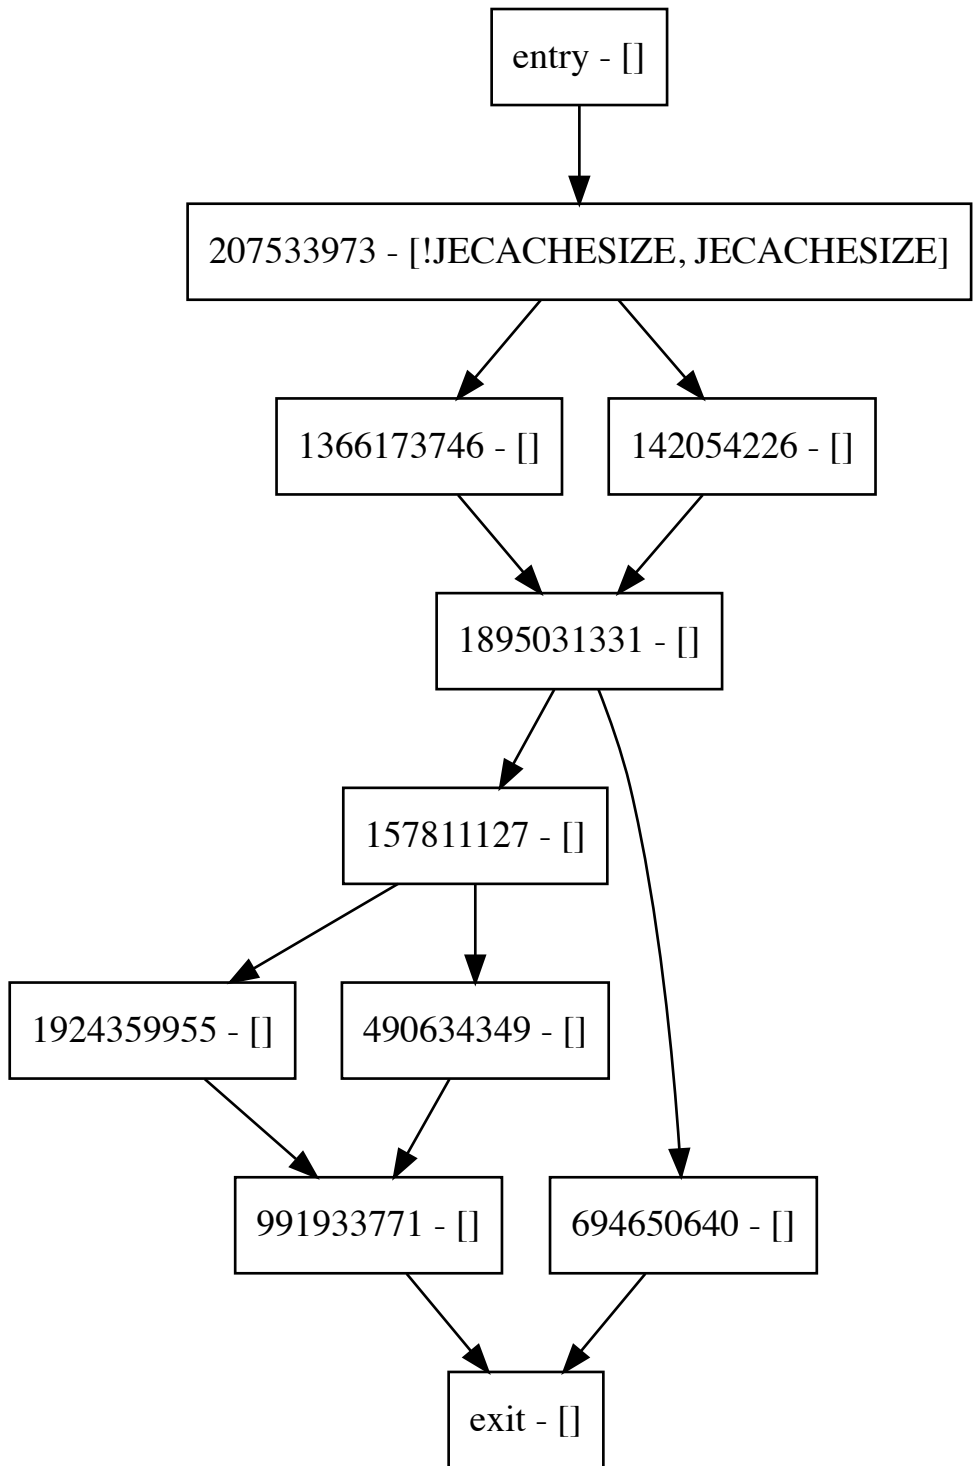 entry - []
207533973 - [!JECACHESIZE, JECACHESIZE]
1366173746 - []
142054226 - []
1895031331 - []
157811127 - []
1924359955 - []
490634349 - []
991933771 - []
694650640 - []
exit - []